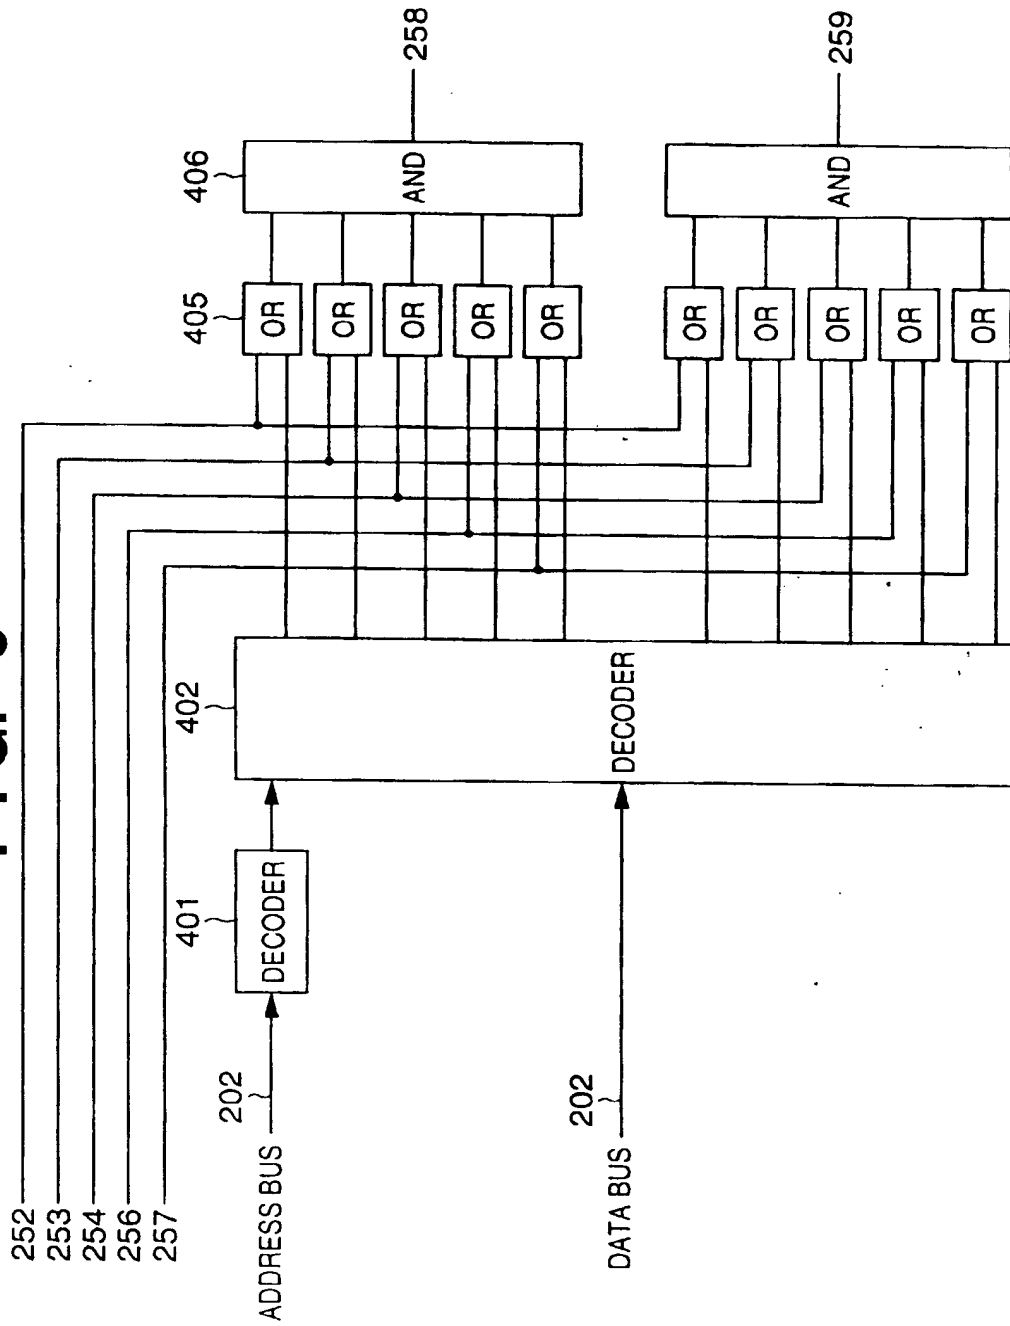 252
253
254
256
257
ADDRESS BUS
202
401
DECODER
DATA BUS
202
402
DECODER
405
OR
OR
OR
OR
OR
406
AND
258
OR
OR
OR
OR
OR
AND
259